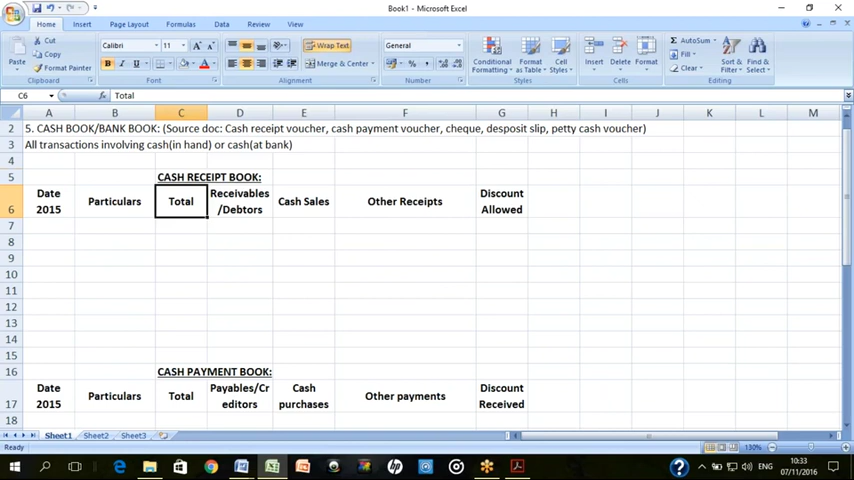 Book1 - Microsoft Excel
Home Insert Page Layout Formulas Data Review View
Paste
Cut
Copy
Format Painter
Clipboard
Calibri 11
B I U
Font
Wrap Text
Merge & Center
Alignment
General
Number
Conditional Formatting
Format as Table
Cell Styles
Styles
Insert Delete Format
Cells
AutoSum
Fill
Clear
Sort & Filter
Find & Select
Editing
C6 fx Total
A B C D E F G H I J K L M
2 5. CASH BOOK/BANK BOOK: (Source doc: Cash receipt voucher, cash payment voucher, cheque, desposit slip, petty cash voucher)
3 All transactions involving cash(in hand) or cash(at bank)
4
5 CASH RECEIPT BOOK:
6 Date 2015 Particulars Total Receivables /Debtors Cash Sales Other Receipts Discount Allowed
7
8
9
10
11
12
13
14
15
16 CASH PAYMENT BOOK:
17 Date 2015 Particulars Total Payables/Cr editors Cash purchases Other payments Discount Received
18
Sheet1 Sheet2 Sheet3
Ready 130%
ENG 10:33
07/11/2016